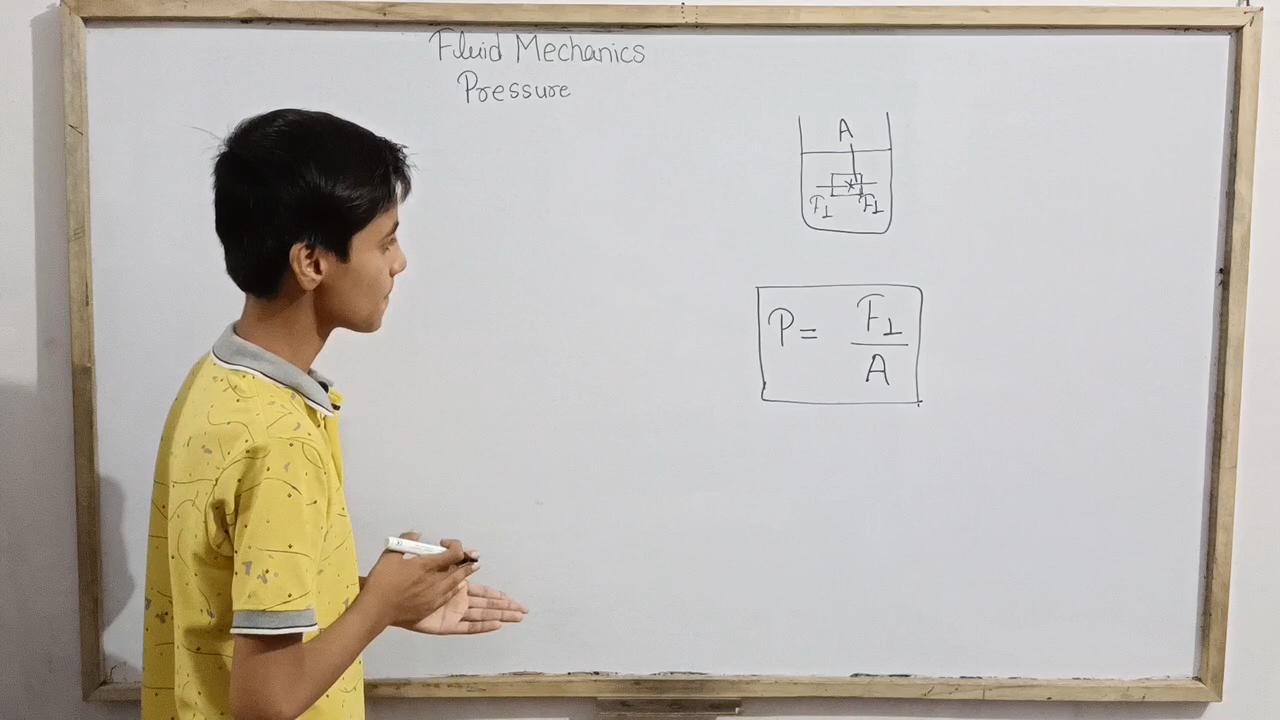 Fluid Mechanics
Pressure
A
F⊥ F⊥
P = F⊥/A